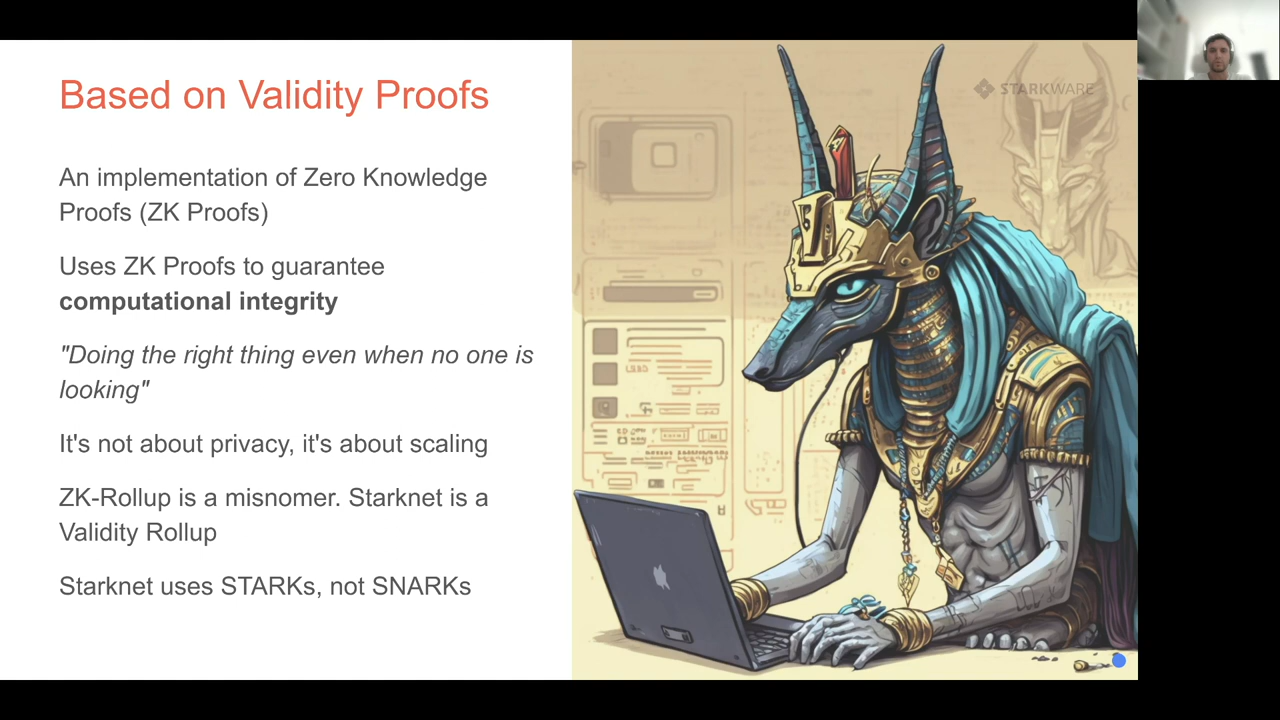 Based on Validity Proofs
An implementation of Zero Knowledge
Proofs (ZK Proofs)
Uses ZK Proofs to guarantee
computational integrity
"Doing the right thing even when no one is
looking"
It's not about privacy, it's about scaling
ZK-Rollup is a misnomer. Starknet is a
Validity Rollup
Starknet uses STARKs, not SNARKs
STARKWARE